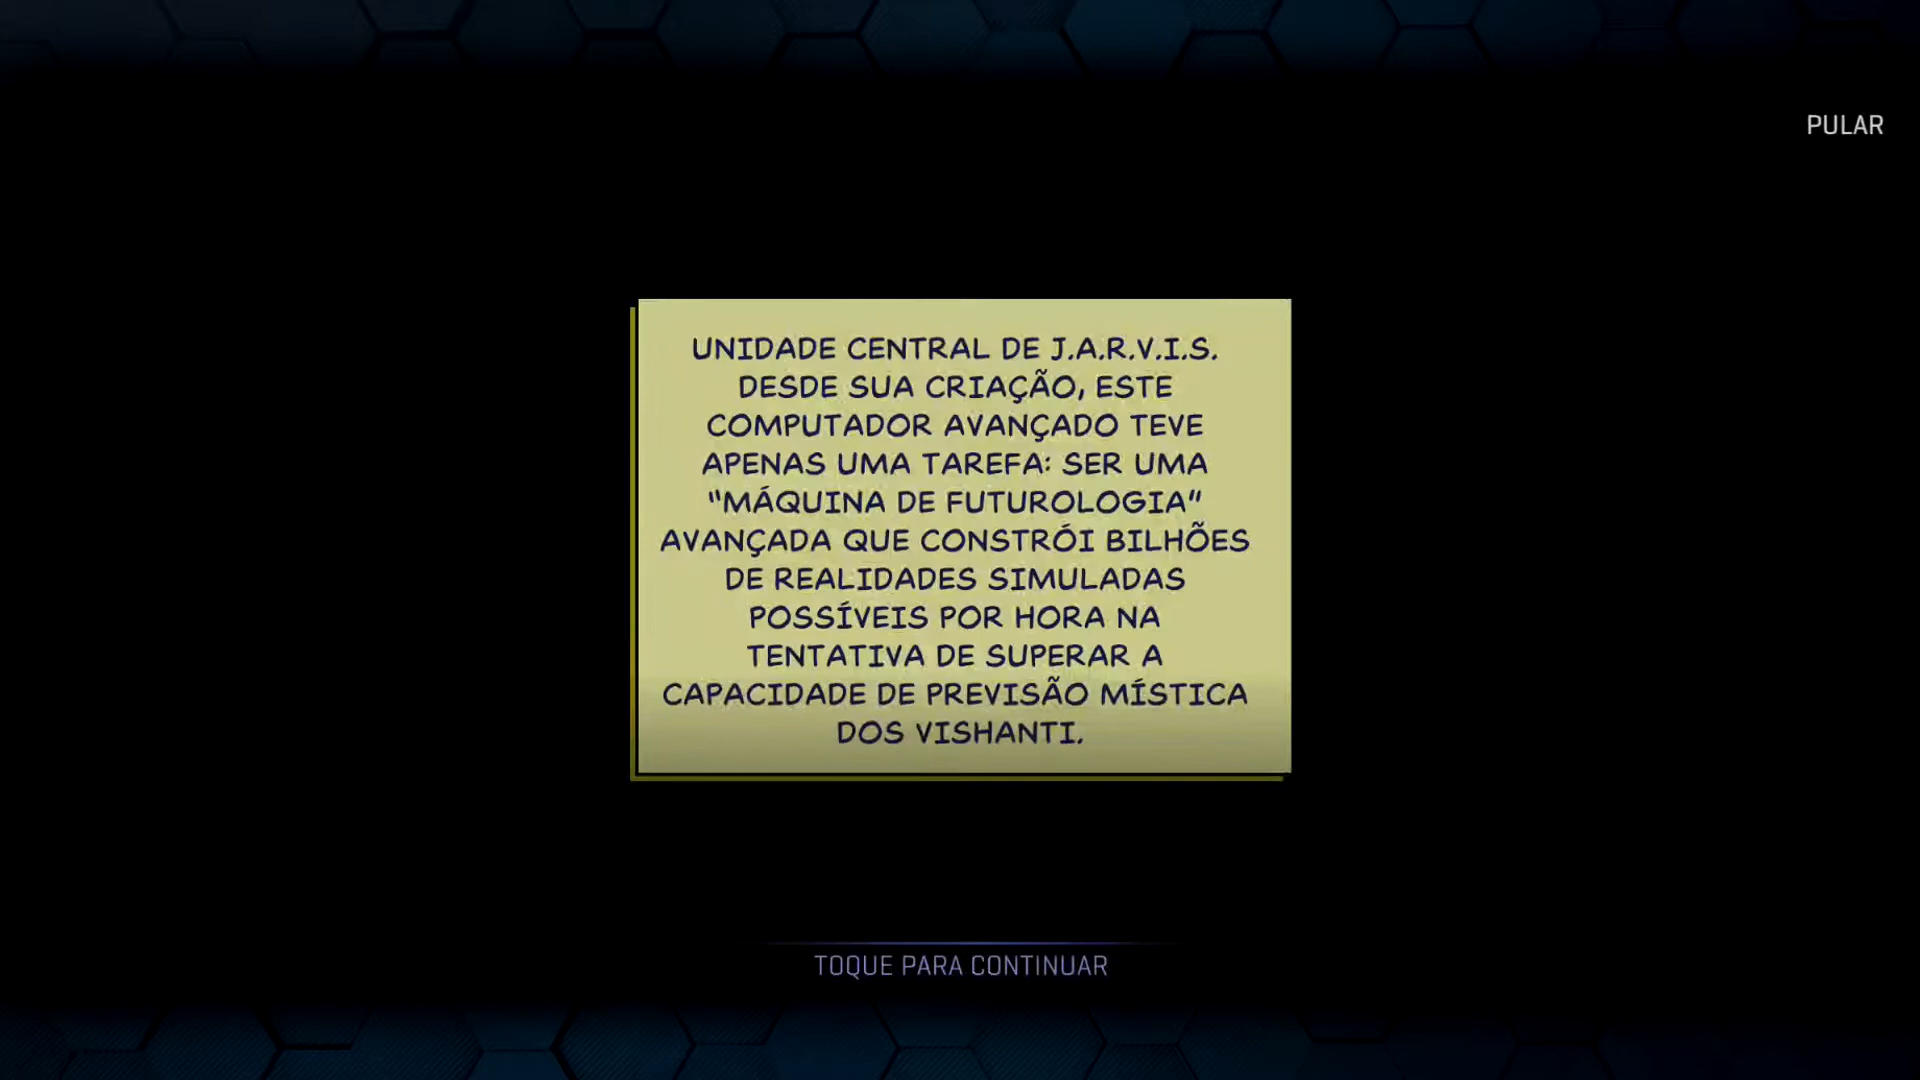 PULAR
UNIDADE CENTRAL DE J.A.R.V.I.S.
DESDE SUA CRIAÇÃO, ESTE
COMPUTADOR AVANÇADO TEVE
APENAS UMA TAREFA: SER UMA
"MÁQUINA DE FUTUROLOGIA"
AVANÇADA QUE CONSTRÓI BILHÕES
DE REALIDADES SIMULADAS
POSSÍVEIS POR HORA NA
TENTATIVA DE SUPERAR A
CAPACIDADE DE PREVISÃO MÍSTICA
DOS VISHANTI.
TOQUE PARA CONTINUAR